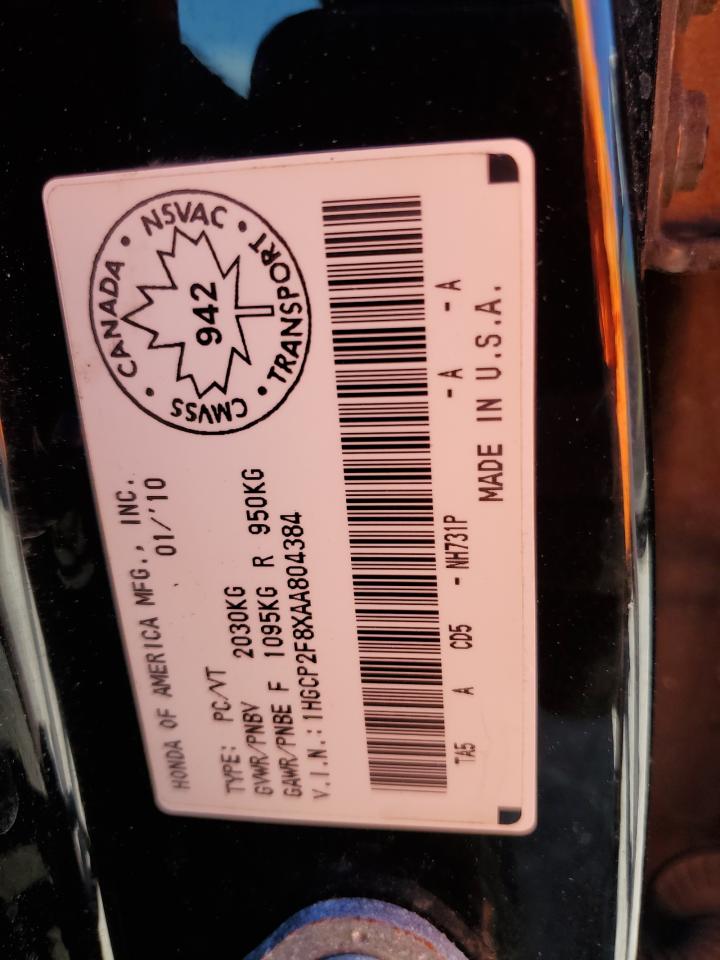 HONDA OF AMERICA MFG., INC.
01/'10
TYPE: PC/VT
GVWR/PNBV 2030KG
GAWR/PNBE F 1095KG R 950KG
V.I.N.: 1HGCP2F8XAA804384
CANADA • NSVAC • TRANSPORT • CMVSS •
942
TA5 A CD5 - NH731P - A - A
MADE IN U.S.A.